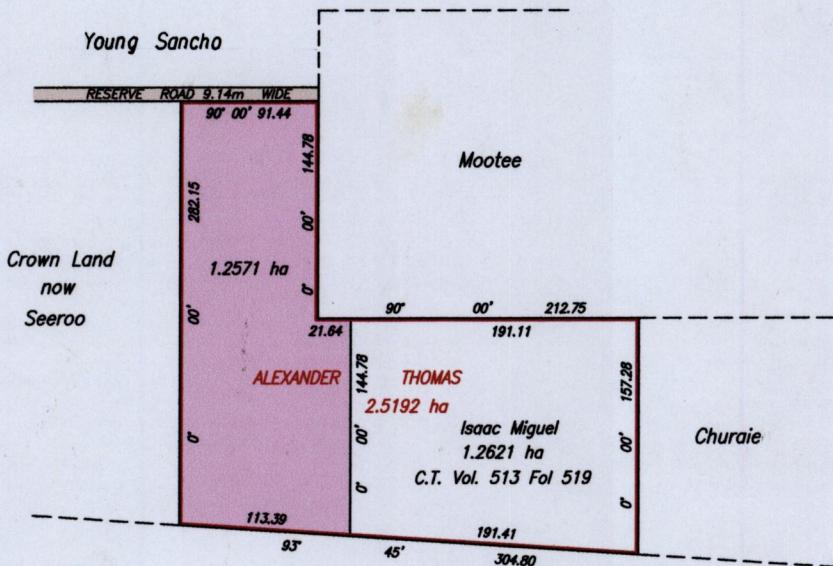 Young Sancho
RESERVE ROAD 9.14m WIDE
90° 00' 91.44
144.78
00'
0°
282.15
00'
0°
Mootee
Crown Land
now
Seeroo
1.2571 ha
90° 00' 212.75
21.64
191.11
ALEXANDER THOMAS
2.5192 ha
144.78
00'
0°
Isaac Miguel
1.2621 ha
C.T. Vol. 513 Fol 519
157.28
00'
0°
Churaie
113.39
191.41
93° 45' 304.80